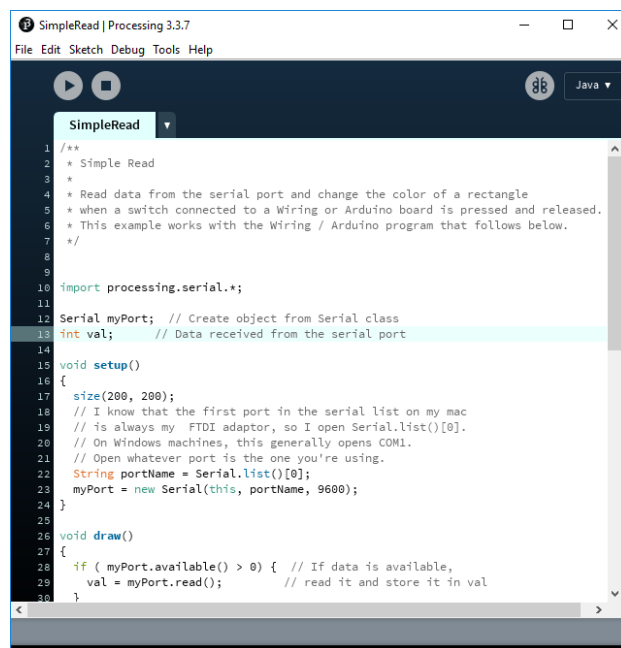 SimpleRead | Processing 3.3.7
File Edit Sketch Debug Tools Help
Java ▼
SimpleRead ▼
1 /**
2  * Simple Read
3  *
4  * Read data from the serial port and change the color of a rectangle
5  * when a switch connected to a Wiring or Arduino board is pressed and released.
6  * This example works with the Wiring / Arduino program that follows below.
7  */
8
9
10 import processing.serial.*;
11
12 Serial myPort;  // Create object from Serial class
13 int val;      // Data received from the serial port
14
15 void setup()
16 {
17   size(200, 200);
18   // I know that the first port in the serial list on my mac
19   // is always my  FTDI adaptor, so I open Serial.list()[0].
20   // On Windows machines, this generally opens COM1.
21   // Open whatever port is the one you're using.
22   String portName = Serial.list()[0];
23   myPort = new Serial(this, portName, 9600);
24 }
25
26 void draw()
27 {
28   if ( myPort.available() > 0) {  // If data is available,
29     val = myPort.read();         // read it and store it in val
30   }